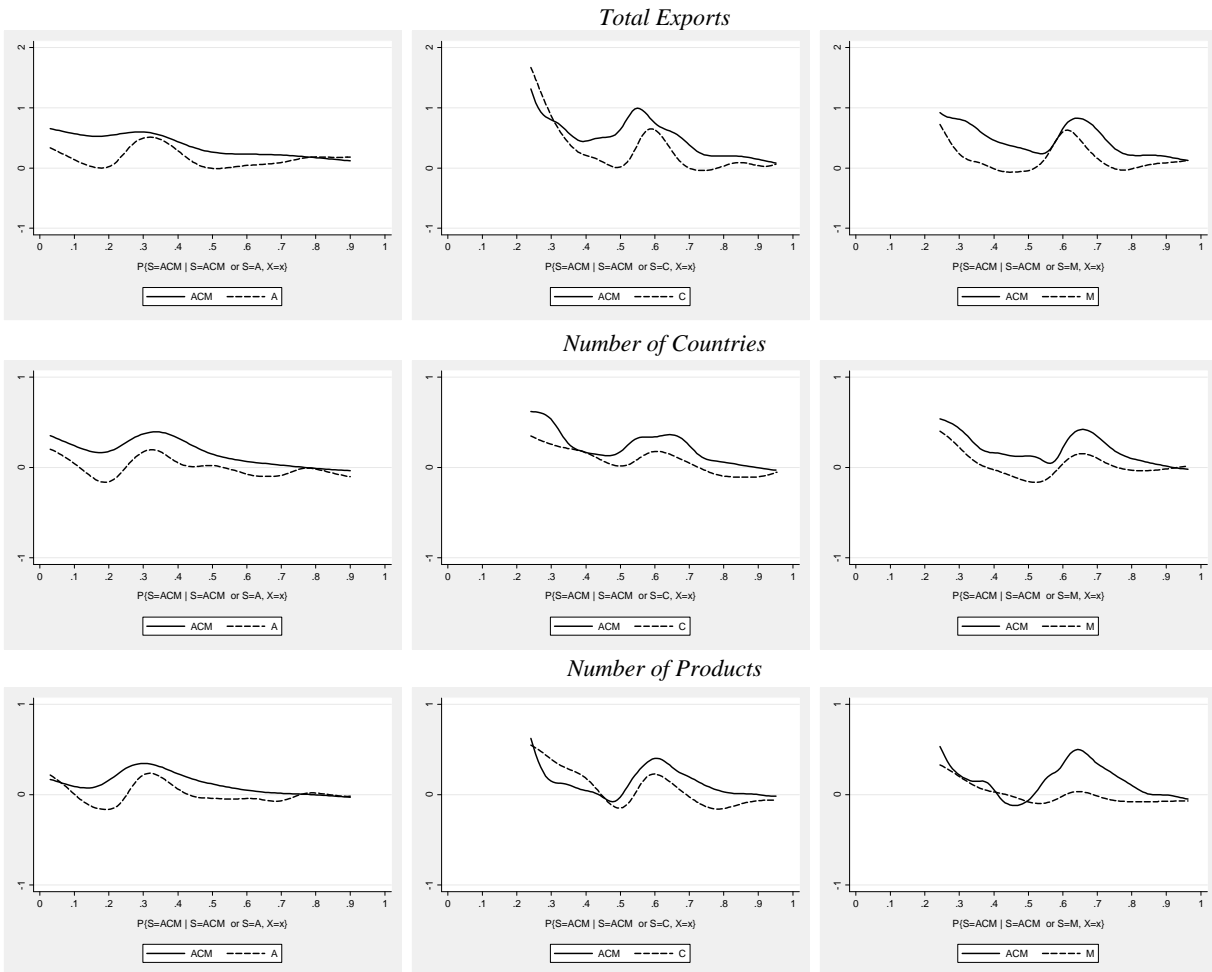 Total Exports
2
1
0
-1
0 .1 .2 .3 .4 .5 .6 .7 .8 .9 1
P{S=ACM | S=ACM or S=A, X=x}
ACM A
2
1
0
-1
0 .1 .2 .3 .4 .5 .6 .7 .8 .9 1
P{S=ACM | S=ACM or S=C, X=x}
ACM C
2
1
0
-1
0 .1 .2 .3 .4 .5 .6 .7 .8 .9 1
P{S=ACM | S=ACM or S=M, X=x}
ACM M
Number of Countries
1
0
-1
0 .1 .2 .3 .4 .5 .6 .7 .8 .9 1
P{S=ACM | S=ACM or S=A, X=x}
ACM A
1
0
-1
0 .1 .2 .3 .4 .5 .6 .7 .8 .9 1
P{S=ACM | S=ACM or S=C, X=x}
ACM C
1
0
-1
0 .1 .2 .3 .4 .5 .6 .7 .8 .9 1
P{S=ACM | S=ACM or S=M, X=x}
ACM M
Number of Products
1
0
-1
0 .1 .2 .3 .4 .5 .6 .7 .8 .9 1
P{S=ACM | S=ACM or S=A, X=x}
ACM A
1
0
-1
0 .1 .2 .3 .4 .5 .6 .7 .8 .9 1
P{S=ACM | S=ACM or S=C, X=x}
ACM C
1
0
-1
0 .1 .2 .3 .4 .5 .6 .7 .8 .9 1
P{S=ACM | S=ACM or S=M, X=x}
ACM M